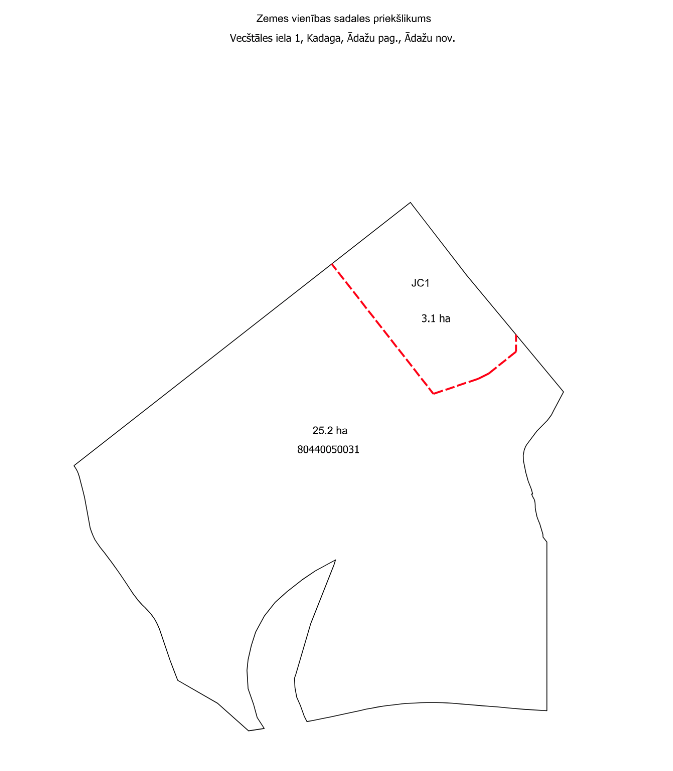 Zemes vienības sadales priekšlikums
Vecštāles iela 1, Kadaga, Ādažu pag., Ādažu nov.
JC1
3.1 ha
25.2 ha
80440050031